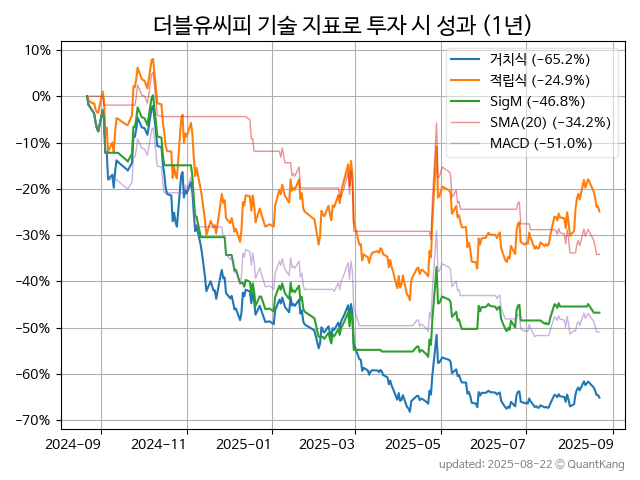 더블유씨피 기술 지표로 투자 시 성과 (1년)
10%
0%
−10%
−20%
−30%
−40%
−50%
−60%
−70%
거치식 (−65.2%)
적립식 (−24.9%)
SigM (−46.8%)
SMA(20) (−34.2%)
MACD (−51.0%)
2024-09 2024-11 2025-01 2025-03 2025-05 2025-07 2025-09
updated: 2025-08-22 © QuantKang